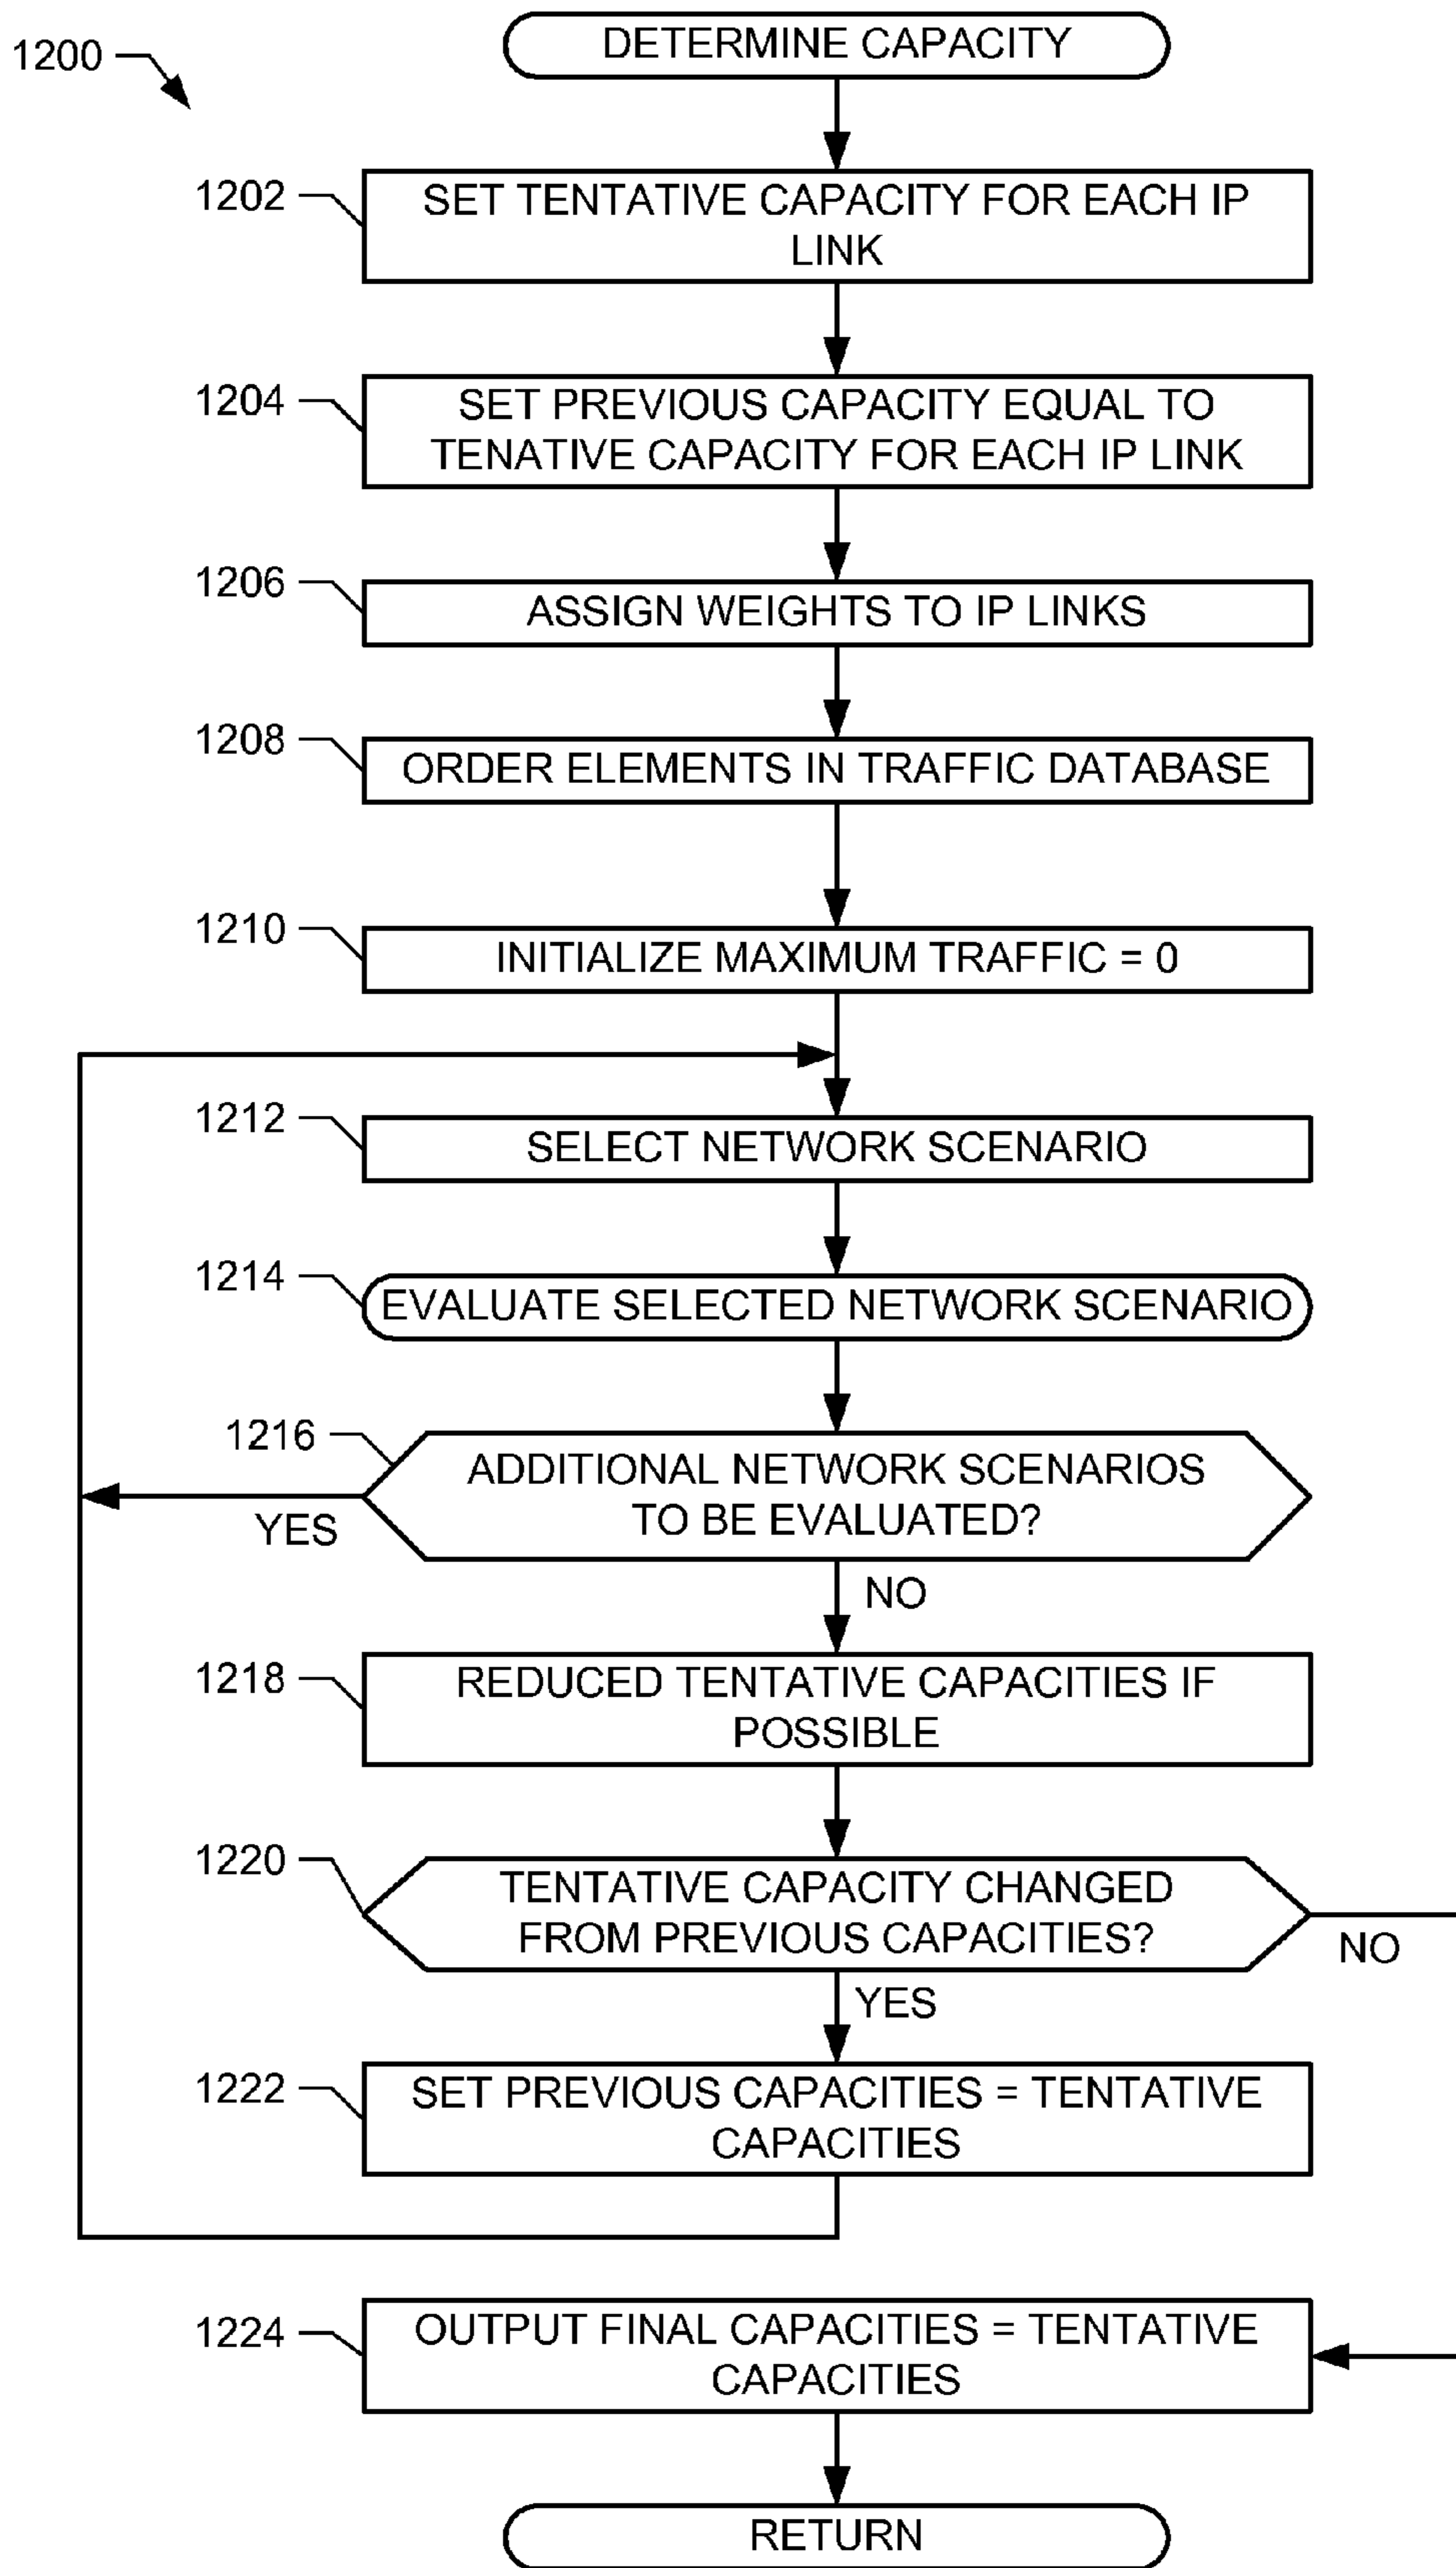 1200
DETERMINE CAPACITY
1202
SET TENTATIVE CAPACITY FOR EACH IP
LINK
1204
SET PREVIOUS CAPACITY EQUAL TO
TENATIVE CAPACITY FOR EACH IP LINK
1206
ASSIGN WEIGHTS TO IP LINKS
1208
ORDER ELEMENTS IN TRAFFIC DATABASE
1210
INITIALIZE MAXIMUM TRAFFIC = 0
1212
SELECT NETWORK SCENARIO
1214
EVALUATE SELECTED NETWORK SCENARIO
1216
ADDITIONAL NETWORK SCENARIOS
TO BE EVALUATED?
YES
NO
1218
REDUCED TENTATIVE CAPACITIES IF
POSSIBLE
1220
TENTATIVE CAPACITY CHANGED
FROM PREVIOUS CAPACITIES?
NO
YES
1222
SET PREVIOUS CAPACITIES = TENTATIVE
CAPACITIES
1224
OUTPUT FINAL CAPACITIES = TENTATIVE
CAPACITIES
RETURN